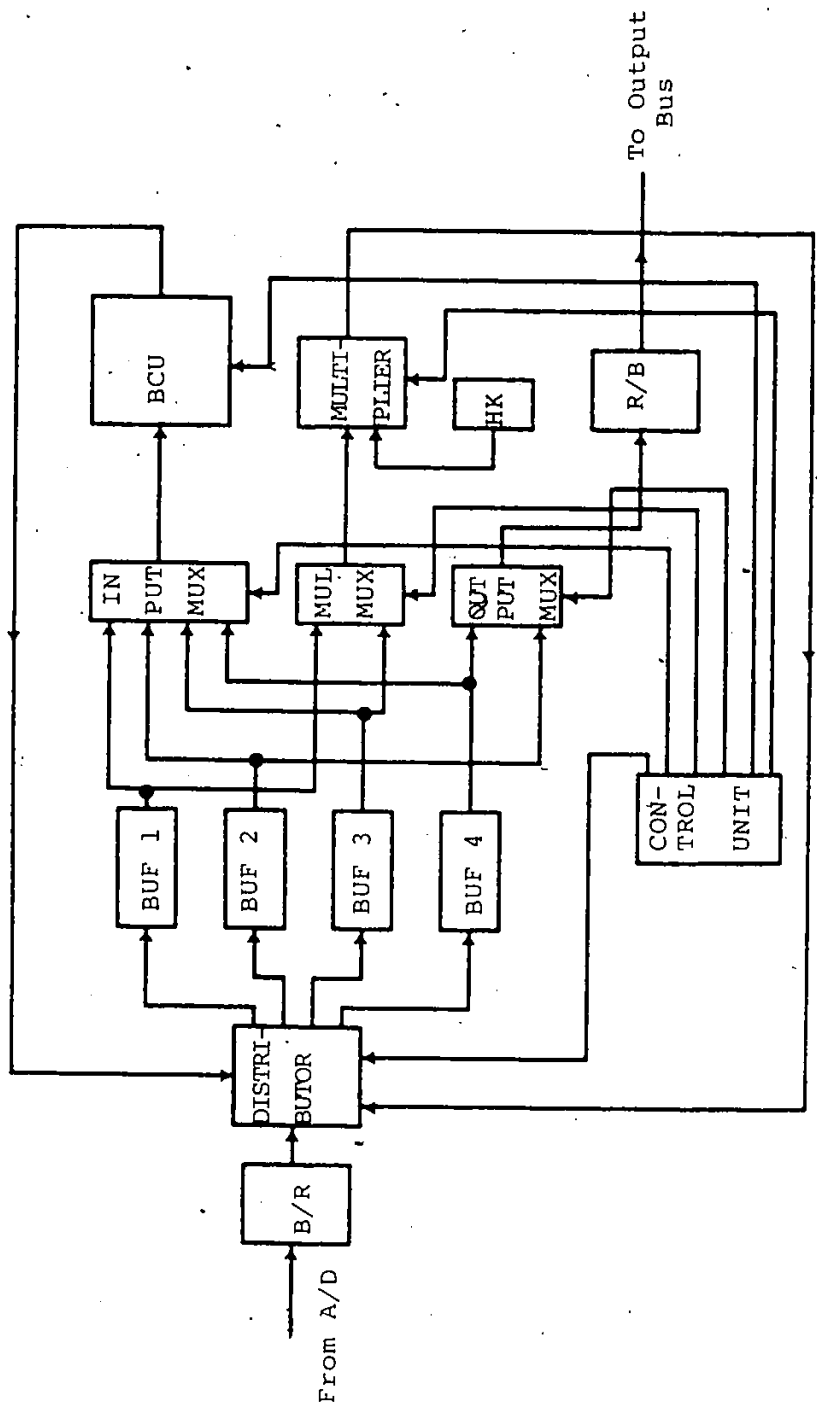 From A/D
B/R
DISTRI-
BUTOR
BUF 1
BUF 2
BUF 3
BUF 4
IN
PUT
MUX
MUL
MUX
OUT
PUT
MUX
BCU
MULTI-
PLIER
HK
R/B
CON-
TROL
UNIT
To Output
Bus